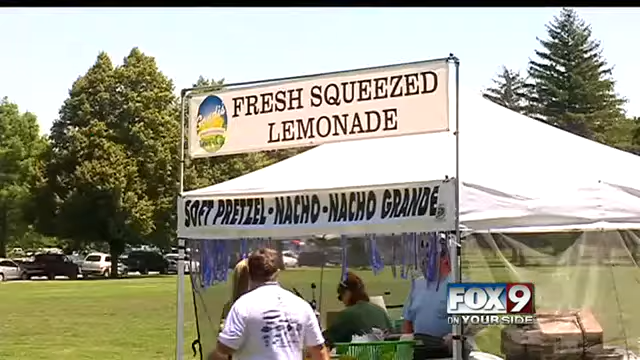 FRESH SQUEEZED
LEMONADE
SOFT PRETZEL-NACHO-NACHO GRANDE
FOX 9
ON YOUR SIDE